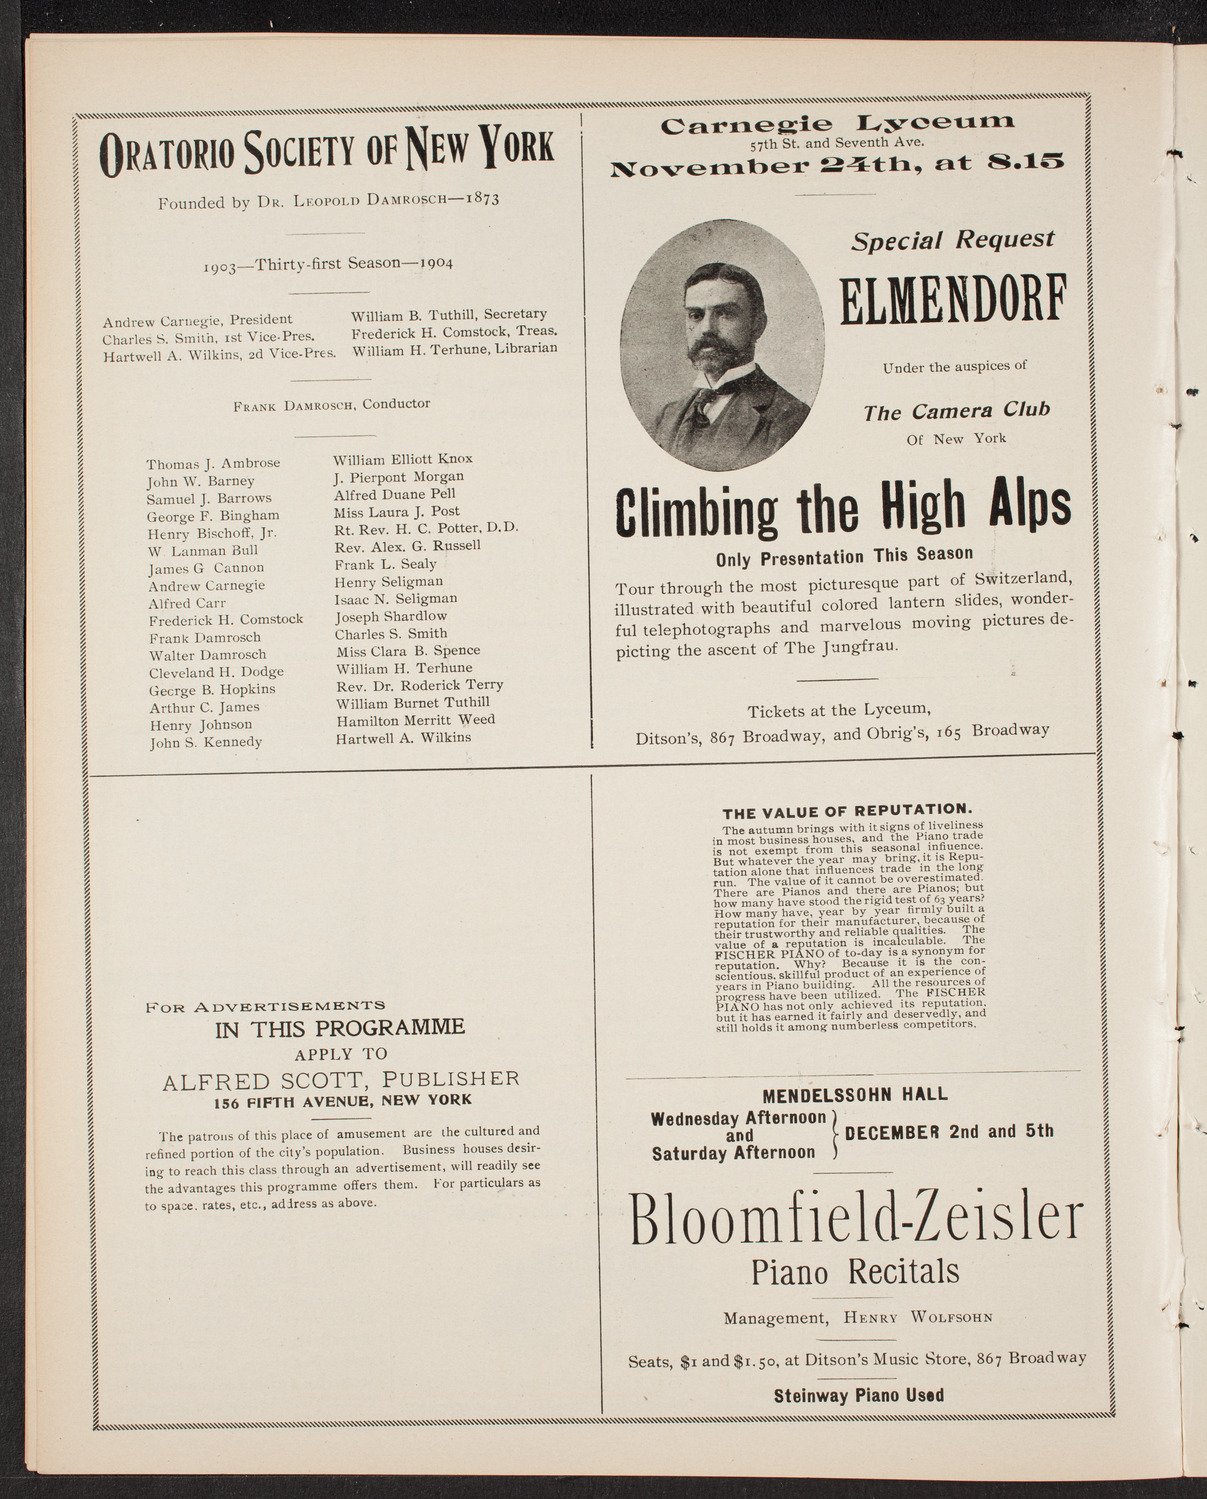 ORATORIO SOCIETY OF NEW YORK
Founded by DR. LEOPOLD DAMROSCH—1873
1903—Thirty-first Season—1904
Andrew Carnegie, President
Charles S. Smith, 1st Vice-Pres.
Hartwell A. Wilkins, 2d Vice-Pres.
William B. Tuthill, Secretary
Frederick H. Comstock, Treas.
William H. Terhune, Librarian
FRANK DAMROSCH, Conductor
Thomas J. Ambrose
John W. Barney
Samuel J. Barrows
George F. Bingham
Henry Bischoff, Jr.
W Lanman Bull
James G Cannon
Andrew Carnegie
Alfred Carr
Frederick H. Comstock
Frank Damrosch
Walter Damrosch
Cleveland H. Dodge
George B. Hopkins
Arthur C. James
Henry Johnson
John S. Kennedy
William Elliott Knox
J. Pierpont Morgan
Alfred Duane Pell
Miss Laura J. Post
Rt. Rev. H. C. Potter, D.D.
Rev. Alex. G. Russell
Frank L. Sealy
Henry Seligman
Isaac N. Seligman
Joseph Shardlow
Charles S. Smith
Miss Clara B. Spence
William H. Terhune
Rev. Dr. Roderick Terry
William Burnet Tuthill
Hamilton Merritt Weed
Hartwell A. Wilkins
Carnegie Lyceum
57th St. and Seventh Ave.
November 24th, at 8.15
Special Request
ELMENDORF
Under the auspices of
The Camera Club
Of New York
Climbing the High Alps
Only Presentation This Season
Tour through the most picturesque part of Switzerland,
illustrated with beautiful colored lantern slides, wonder-
ful telephotographs and marvelous moving pictures de-
picting the ascent of The Jungfrau.
Tickets at the Lyceum,
Ditson's, 867 Broadway, and Obrig's, 165 Broadway
FOR ADVERTISEMENTS
IN THIS PROGRAMME
APPLY TO
ALFRED SCOTT, PUBLISHER
156 FIFTH AVENUE, NEW YORK
The patrons of this place of amusement are the cultured and
refined portion of the city's population. Business houses desir-
ing to reach this class through an advertisement, will readily see
the advantages this programme offers them. For particulars as
to space, rates, etc., address as above.
THE VALUE OF REPUTATION.
The autumn brings with it signs of liveliness
in most business houses, and the Piano trade
is not exempt from this seasonal influence.
But whatever the year may bring, it is Repu-
tation alone that influences trade in the long
run. The value of it cannot be overestimated.
There are Pianos and there are Pianos; but
how many have stood the rigid test of 63 years?
How many have, year by year firmly built a
reputation for their manufacturer, because of
their trustworthy and reliable qualities. The
value of a reputation is incalculable. The
FISCHER PIANO of to-day is a synonym for
reputation. Why? Because it is the con-
scientious, skillful product of an experience of
years in Piano building. All the resources of
progress have been utilized. The FISCHER
PIANO has not only achieved its reputation,
but it has earned it fairly and deservedly, and
still holds it among numberless competitors.
MENDELSSOHN HALL
Wednesday Afternoon
and
Saturday Afternoon
DECEMBER 2nd and 5th
Bloomfield-Zeisler
Piano Recitals
Management, HENRY WOLFSOHN
Seats, $1 and $1.50, at Ditson's Music Store, 867 Broadway
Steinway Piano Used